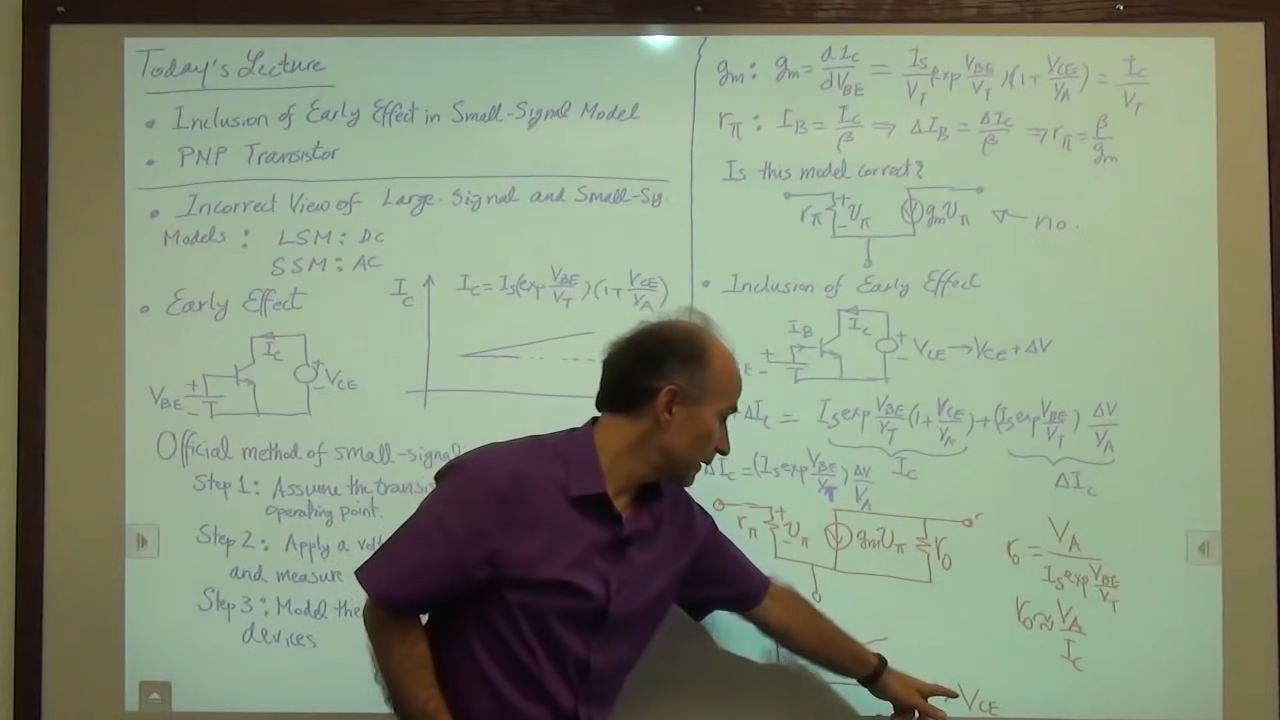 Today's Lecture
• Inclusion of Early Effect in Small-Signal Model
• PNP Transistor
• Incorrect View of Large-Signal and Small-Sy.
Models: LSM: DC
SSM: AC
• Early Effect
I_C
I_C = I_S(exp V_BE/V_T)(1+V_CE/V_A)
I_C
V_BE + −
+ − V_CE
Official method of small-signal
Step 1: Assume the transis
operating point.
Step 2: Apply a volt
and measure
Step 3: Model the
devices
g_m: g_m = dI_C/dV_BE = I_S/V_T (exp V_BE/V_T)(1+V_CE/V_A) = I_C/V_T
r_π: I_B = I_C/β ⇒ ΔI_B = ΔI_C/β ⇒ r_π = β/g_m
Is this model correct?
r_π + − v_π g_m v_π ← no.
• Inclusion of Early Effect
I_B I_C + − V_CE → V_CE + ΔV
E − +
+ΔI_C = I_S exp V_BE/V_T (1+V_CE/V_A) + (I_S exp V_BE/V_T) ΔV/V_A
I_C ΔI_C
ΔI_C = (I_S exp V_BE/V_T) ΔV/V_A
r_π + − v_π g_m v_π r_o
r_o = V_A / (I_S exp V_BE/V_T)
r_o ≈ V_A/I_C
V_CE